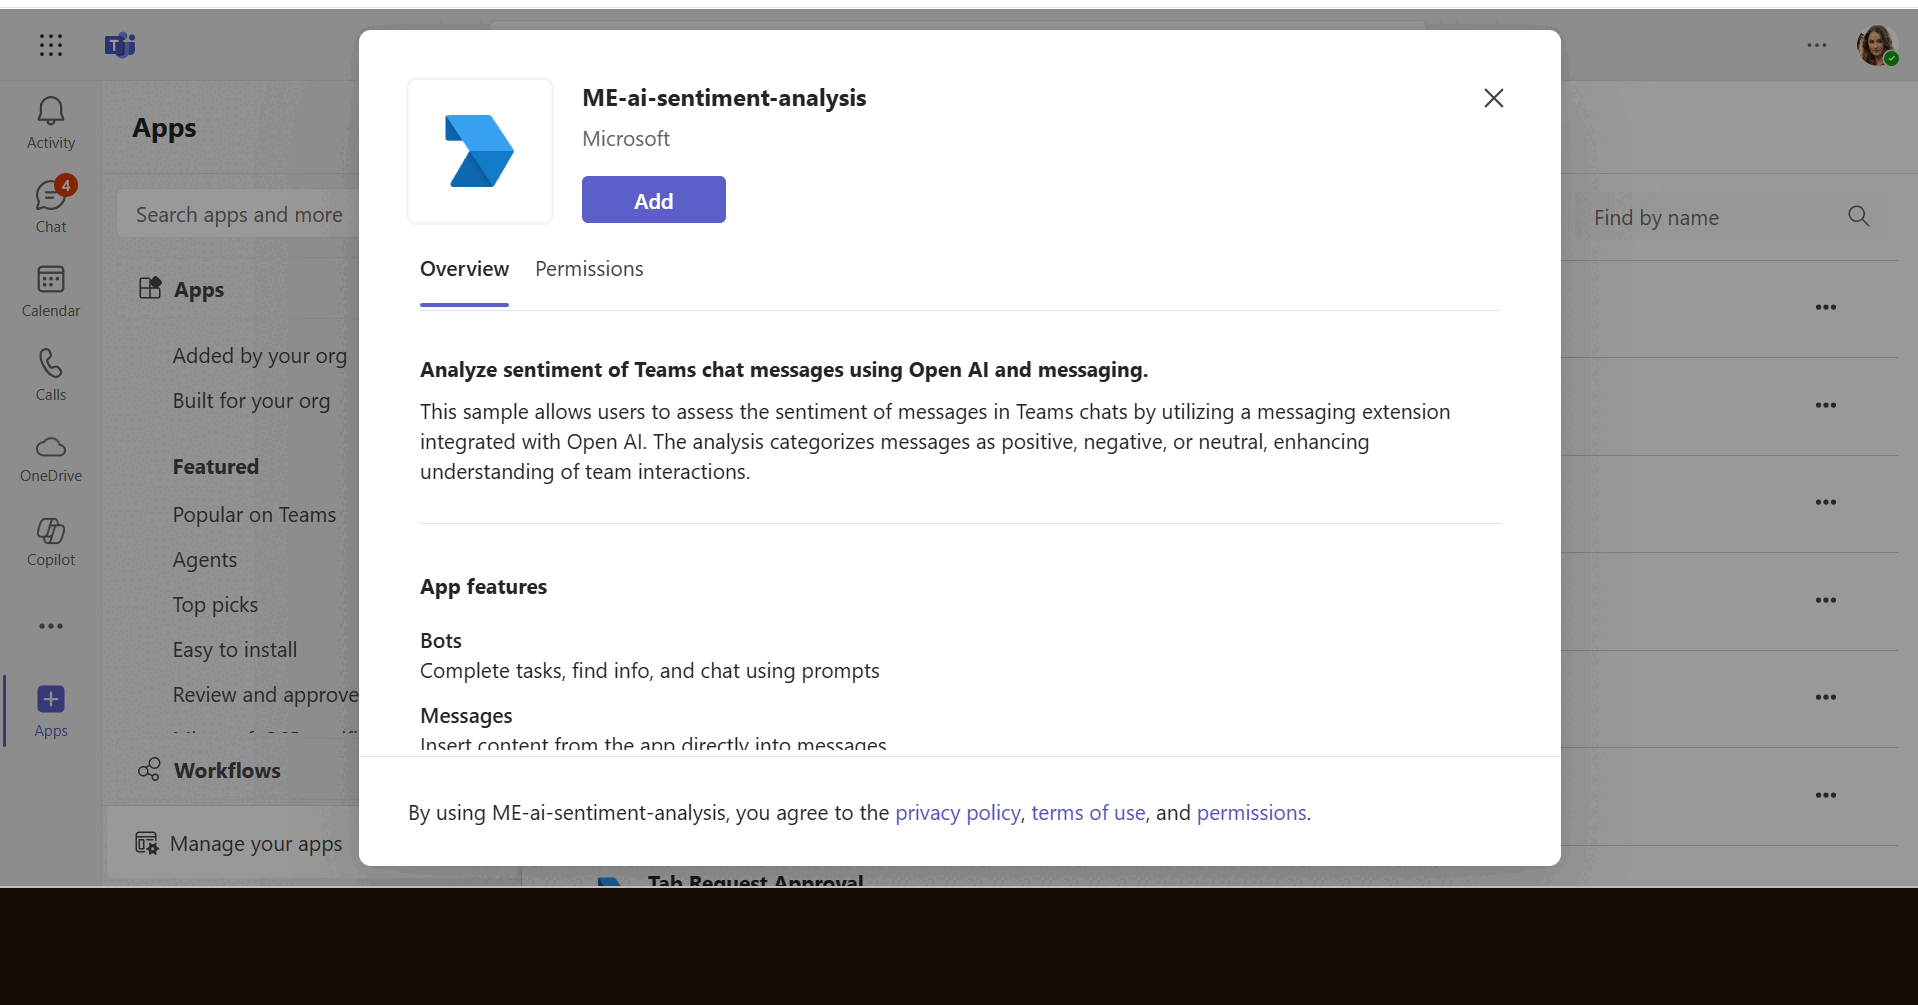 Activity
4
Chat
Calendar
Calls
OneDrive
Copilot
Apps
Apps
Search apps and more
Apps
Added by your org
Built for your org
Featured
Popular on Teams
Agents
Top picks
Easy to install
Review and approve
Workflows
Manage your apps
ME-ai-sentiment-analysis
Microsoft
Add
Overview Permissions
Analyze sentiment of Teams chat messages using Open AI and messaging.
This sample allows users to assess the sentiment of messages in Teams chats by utilizing a messaging extension
integrated with Open AI. The analysis categorizes messages as positive, negative, or neutral, enhancing
understanding of team interactions.
App features
Bots
Complete tasks, find info, and chat using prompts
Messages
Insert content from the app directly into messages
By using ME-ai-sentiment-analysis, you agree to the privacy policy, terms of use, and permissions.
Find by name
Tab Request Approval